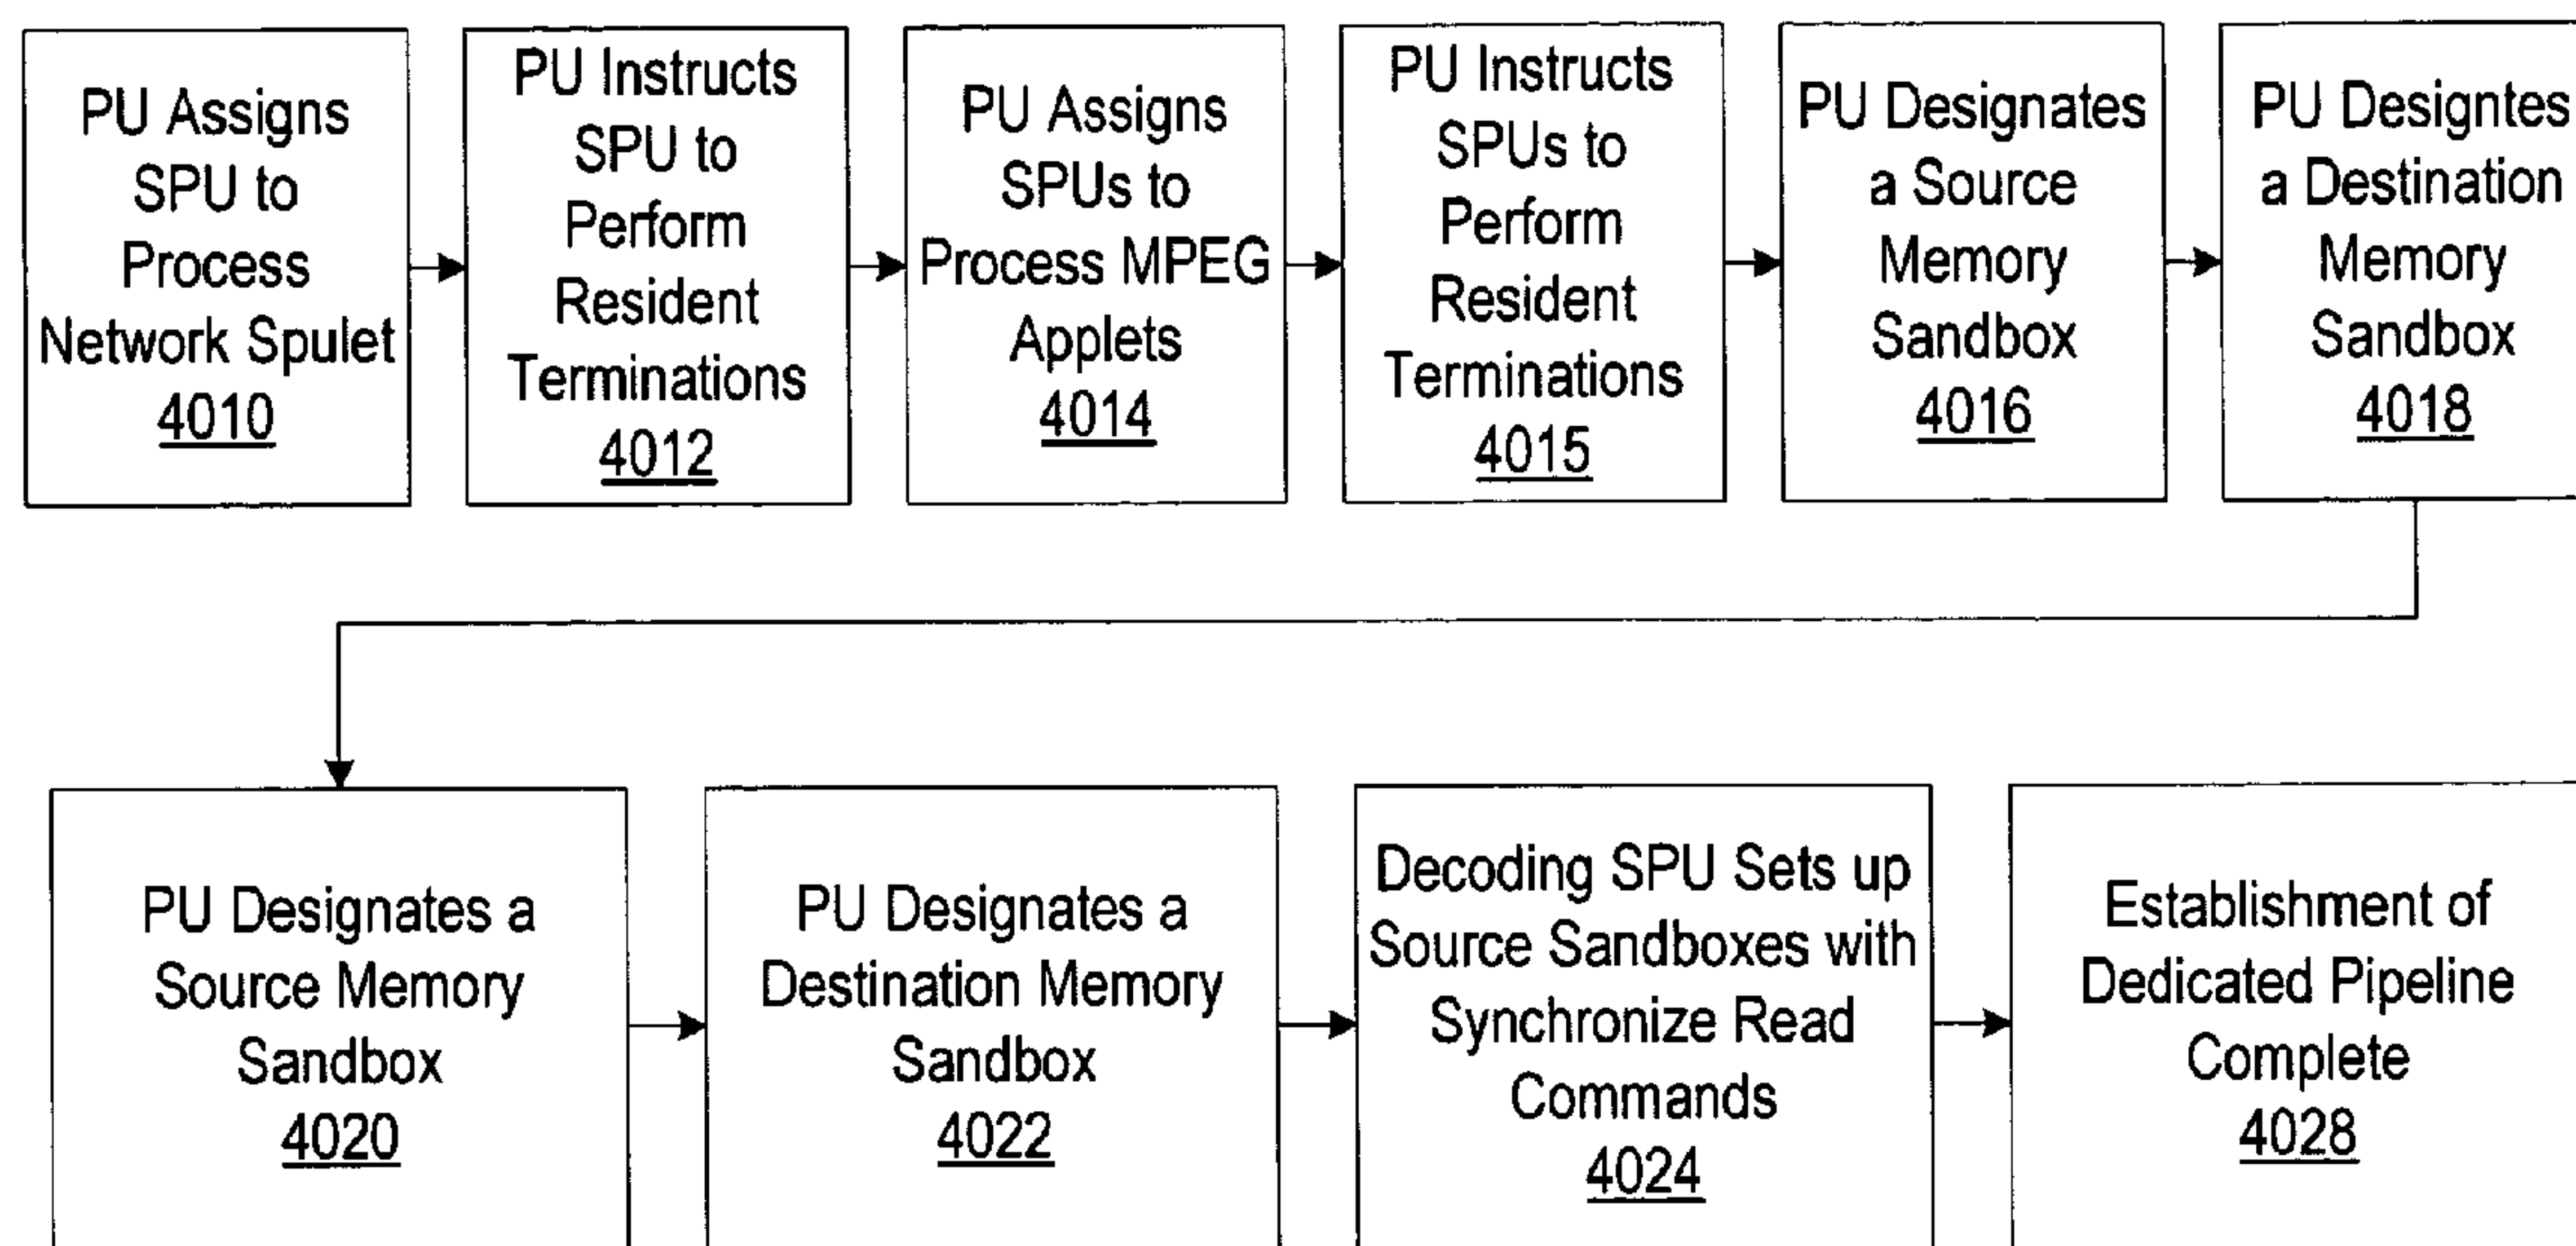 PU Assigns
SPU to
Process
Network Spulet
4010
PU Instructs
SPU to
Perform
Resident
Terminations
4012
PU Assigns
SPUs to
Process MPEG
Applets
4014
PU Instructs
SPUs to
Perform
Resident
Terminations
4015
PU Designates
a Source
Memory
Sandbox
4016
PU Designtes
a Destination
Memory
Sandbox
4018
PU Designates a
Source Memory
Sandbox
4020
PU Designates a
Destination Memory
Sandbox
4022
Decoding SPU Sets up
Source Sandboxes with
Synchronize Read
Commands
4024
Establishment of
Dedicated Pipeline
Complete
4028